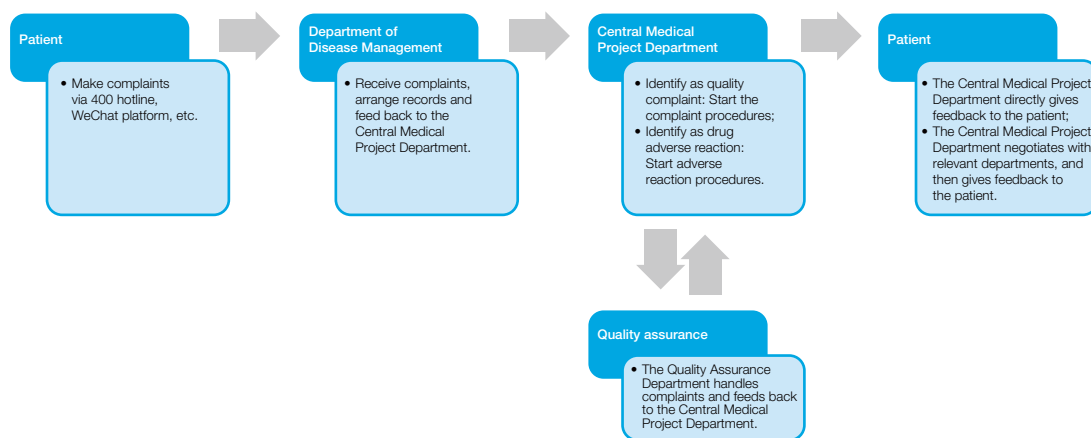 Patient
• Make complaints
via 400 hotline,
WeChat platform, etc.
Department of
Disease Management
• Receive complaints,
arrange records and
feed back to the
Central Medical
Project Department.
Central Medical
Project Department
• Identify as quality
complaint: Start the
complaint procedures;
• Identify as drug
adverse reaction:
Start adverse
reaction procedures.
Patient
• The Central Medical Project
Department directly gives
feedback to the patient;
• The Central Medical Project
Department negotiates with
relevant departments, and
then gives feedback to
the patient.
Quality assurance
• The Quality Assurance
Department handles
complaints and feeds back
to the Central Medical
Project Department.